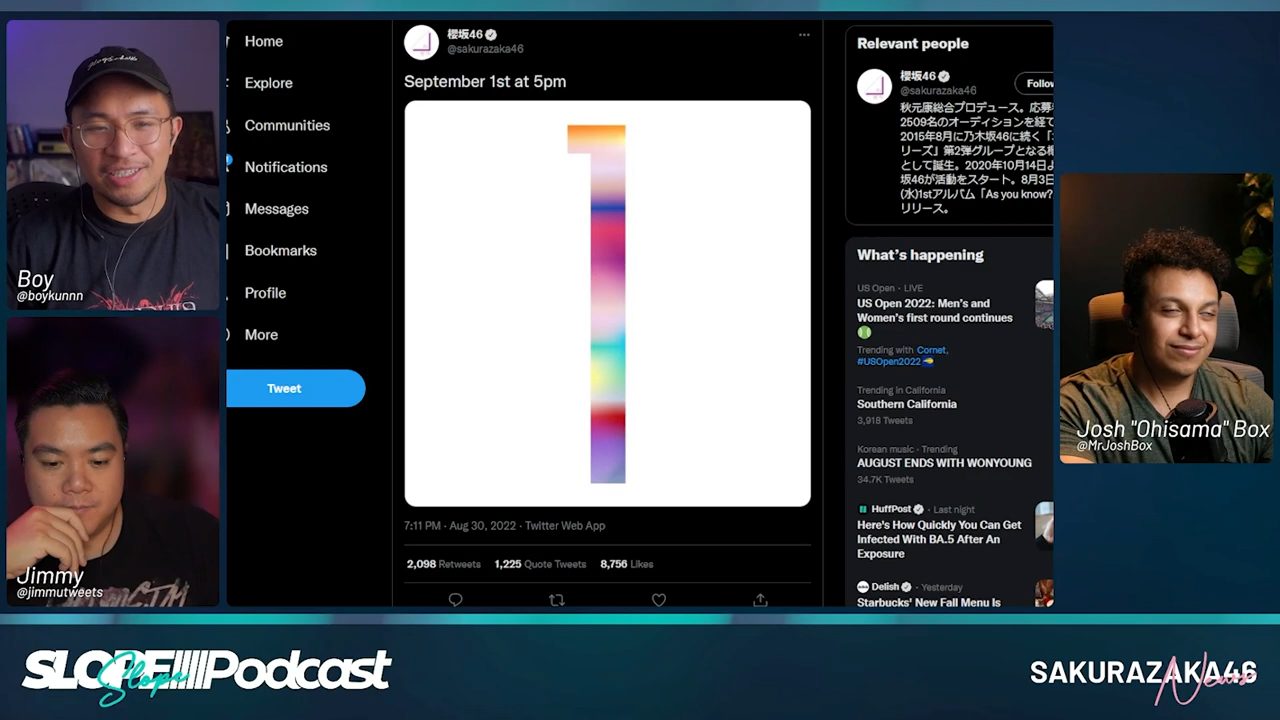 Boy
@boykunnn
Jimmy
@jimmutweets
Home
Explore
Communities
Notifications
Messages
Bookmarks
Profile
More
Tweet
櫻坂46
@sakurazaka46
September 1st at 5pm
1
7:11 PM · Aug 30, 2022 · Twitter Web App
2,098 Retweets 1,225 Quote Tweets 8,756 Likes
Relevant people
櫻坂46
@sakurazaka46
Follow
秋元康総合プロデュース。応募
2509名のオーディションを経て
2015年8月に乃木坂46に続く「
リーズ」第2弾グループとなる
として誕生。2020年10月14日よ
坂46が活動をスタート。8月3日
(水)1stアルバム「As you know?
リリース。
What's happening
US Open · LIVE
US Open 2022: Men's and
Women's first round continues
Trending with Cornet,
#USOpen2022
Trending in California
Southern California
3,918 Tweets
Korean music · Trending
AUGUST ENDS WITH WONYOUNG
34.7K Tweets
HuffPost · Last night
Here's How Quickly You Can Get
Infected With BA.5 After An
Exposure
Delish · Yesterday
Starbucks' New Fall Menu Is
Josh "Ohisama" Box
@MrJoshBox
SLOPE////Podcast
Slope
SAKURAZAKA46
News